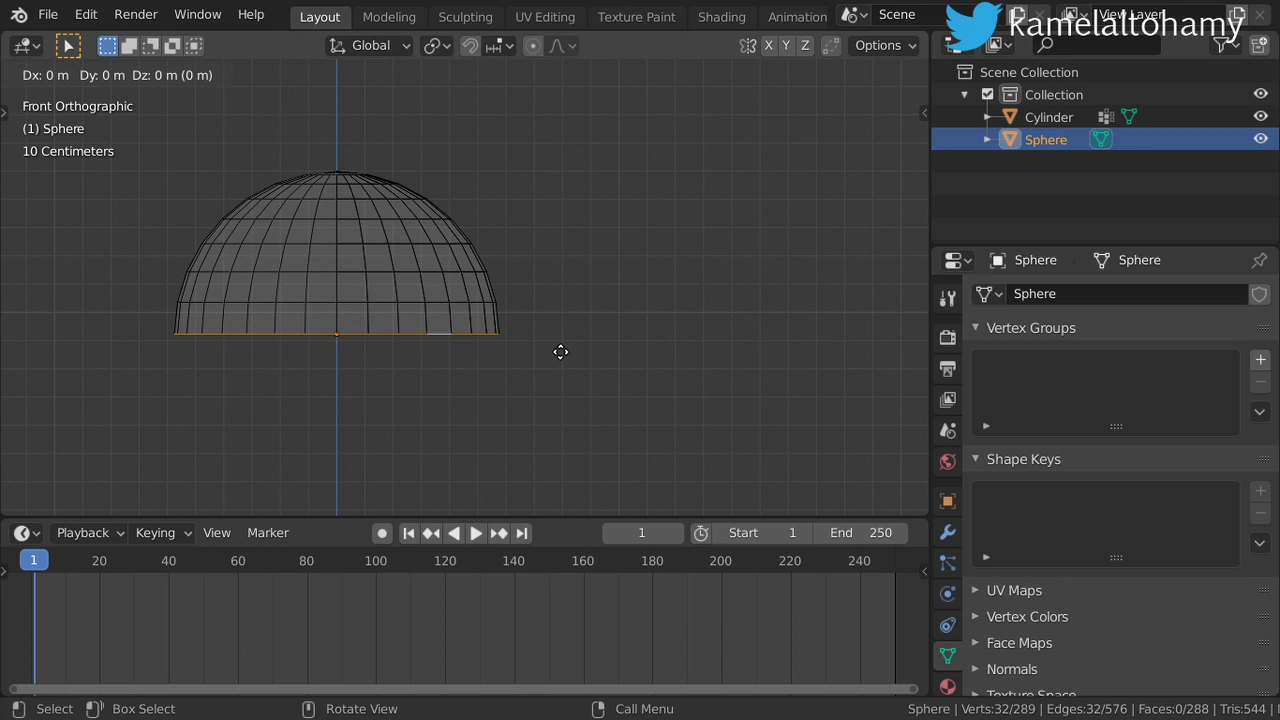 File Edit Render Window Help Layout Modeling Sculpting UV Editing Texture Paint Shading Animation Scene View Layer
kamelaltohamy
Global X Y Z Options
Dx: 0 m Dy: 0 m Dz: 0 m (0 m)
Front Orthographic
(1) Sphere
10 Centimeters
Scene Collection
Collection
Cylinder
Sphere
Sphere Sphere
Sphere
Vertex Groups
Shape Keys
UV Maps
Vertex Colors
Face Maps
Normals
Texture Space
Playback Keying View Marker 1 Start 1 End 250
1 20 40 60 80 100 120 140 160 180 200 220 240
Select Box Select Rotate View Call Menu Sphere | Verts:32/289 | Edges:32/576 | Faces:0/288 | Tris:544 |